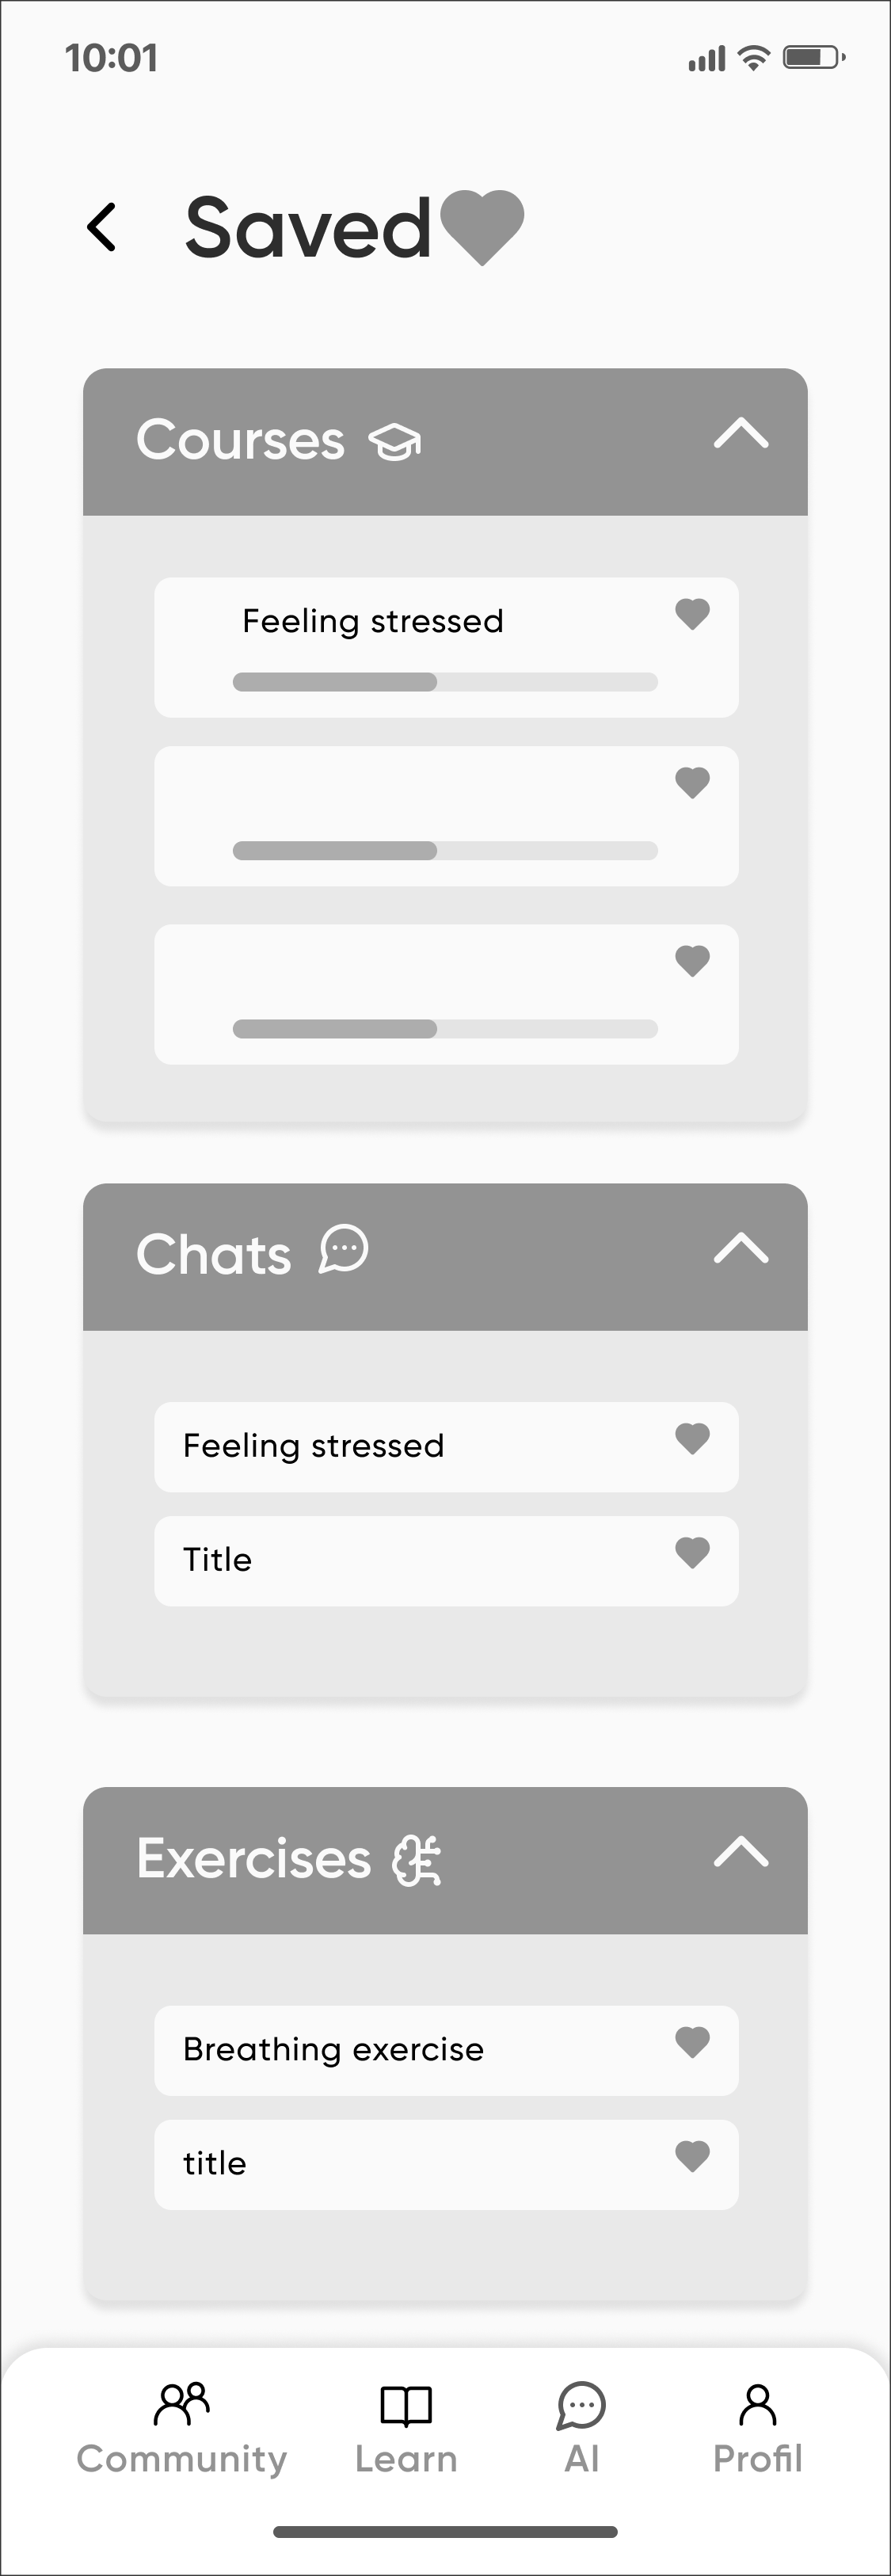 10:01
Saved
Courses
Feeling stressed
Chats
Feeling stressed
Title
Exercises
Breathing exercise
title
Community Learn AI Profil